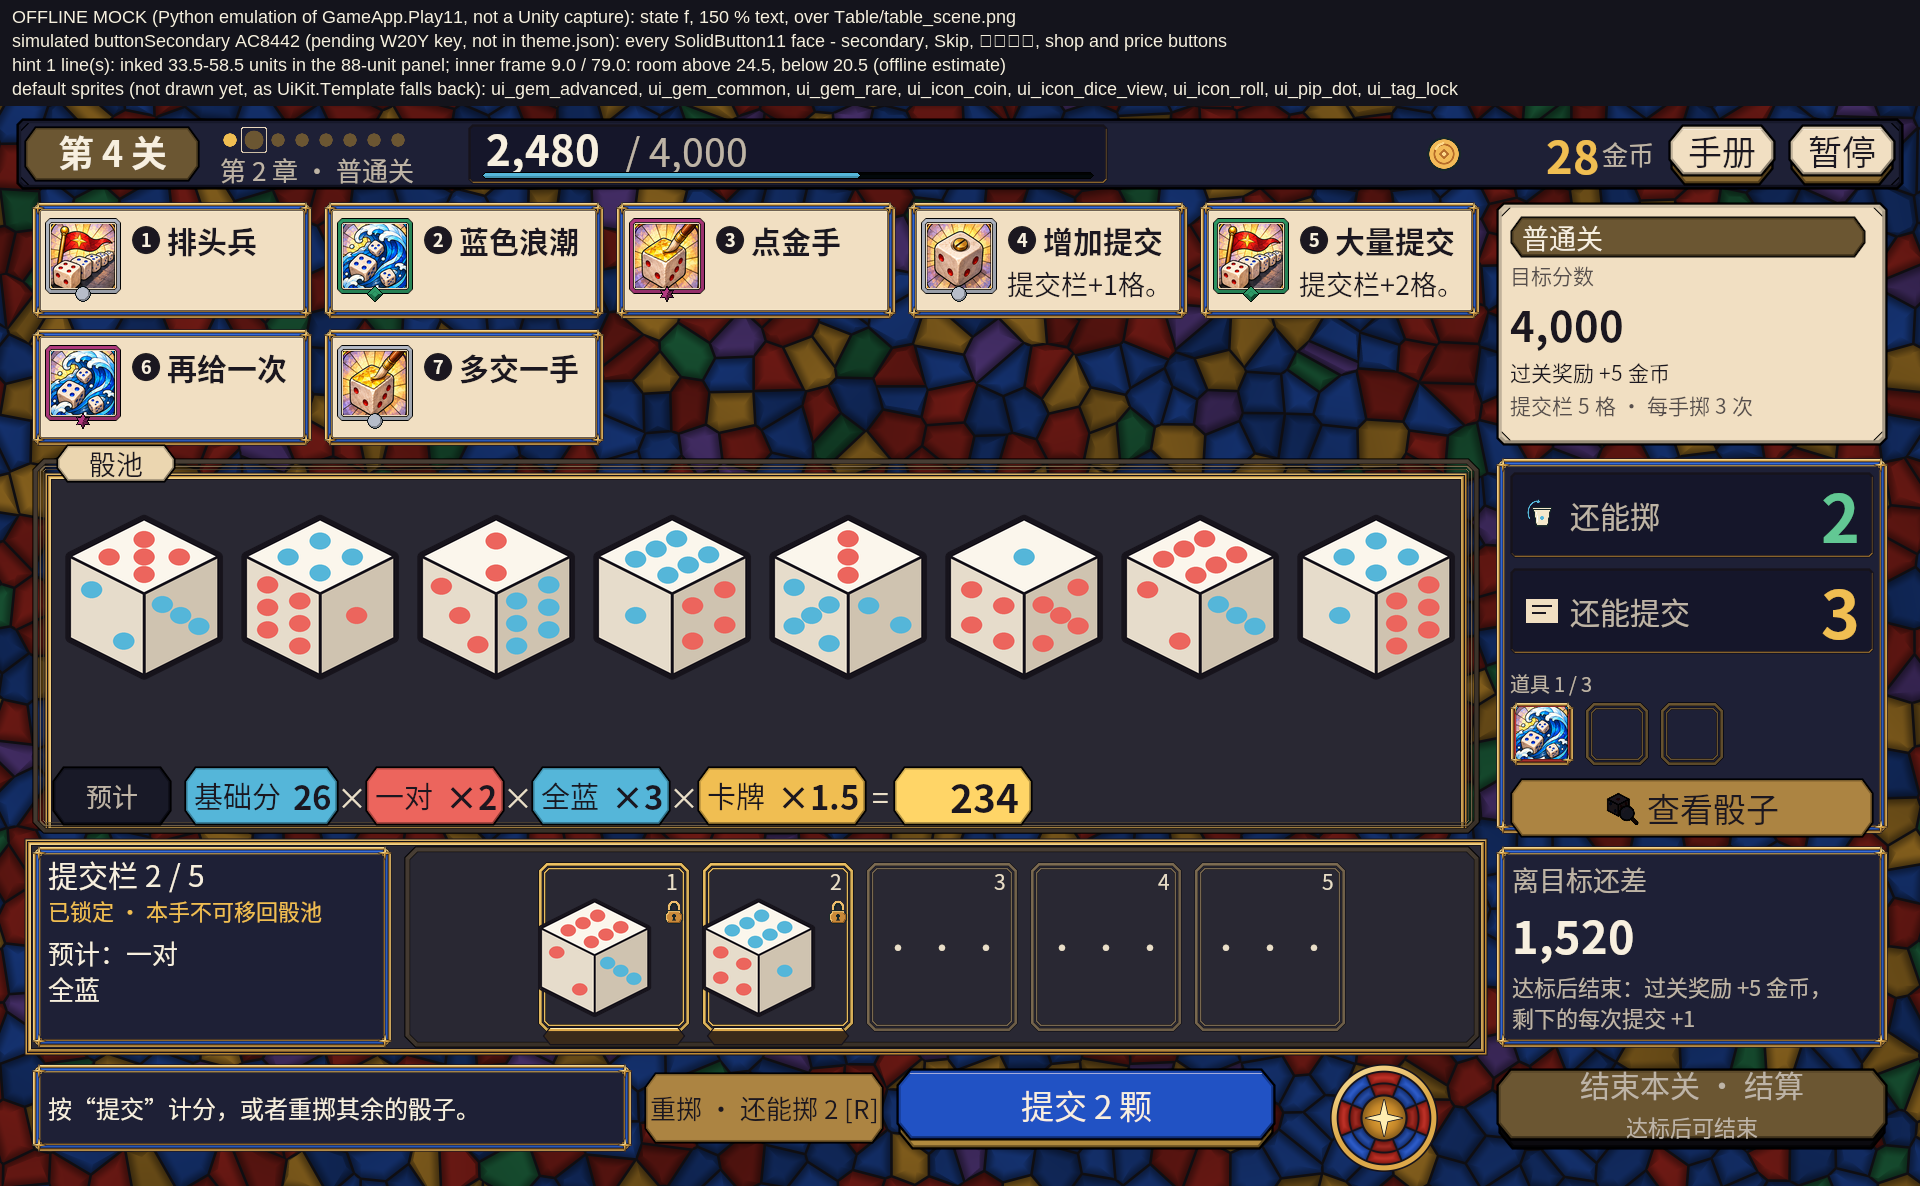 OFFLINE MOCK (Python emulation of GameApp.Play11, not a Unity capture): state f, 150 % text, over Table/table_scene.png
simulated buttonSecondary AC8442 (pending W20Y key, not in theme.json): every SolidButton11 face - secondary, Skip, □□□□, shop and price buttons
hint 1 line(s): inked 33.5-58.5 units in the 88-unit panel; inner frame 9.0 / 79.0: room above 24.5, below 20.5 (offline estimate)
default sprites (not drawn yet, as UiKit.Template falls back): ui_gem_advanced, ui_gem_common, ui_gem_rare, ui_icon_coin, ui_icon_dice_view, ui_icon_roll, ui_pip_dot, ui_tag_lock
第 4 关
第 2 章 · 普通关
2,480 / 4,000
28 金币
手册
暂停
1 排头兵
2 蓝色浪潮
3 点金手
4 增加提交
提交栏+1格。
5 大量提交
提交栏+2格。
6 再给一次
7 多交一手
普通关
目标分数
4,000
过关奖励 +5 金币
提交栏 5 格 · 每手掷 3 次
骰池
还能掷 2
还能提交 3
道具 1 / 3
查看骰子
预计 基础分 26 × 一对 ×2 × 全蓝 ×3 × 卡牌 ×1.5 = 234
提交栏 2 / 5
已锁定 · 本手不可移回骰池
预计：一对
全蓝
1
2
3
4
5
离目标还差
1,520
达标后结束：过关奖励 +5 金币，
剩下的每次提交 +1
按“提交”计分，或者重掷其余的骰子。
重掷 · 还能掷 2 [R]
提交 2 颗
结束本关 · 结算
达标后可结束